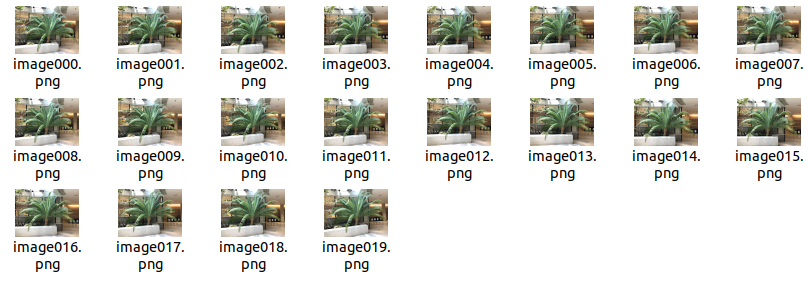 image000. image001. image002. image003. image004. image005. image006. image007.
png png png png png png png png
image008. image009. image010. image011. image012. image013. image014. image015.
png png png png png png png png
image016. image017. image018. image019.
png png png png